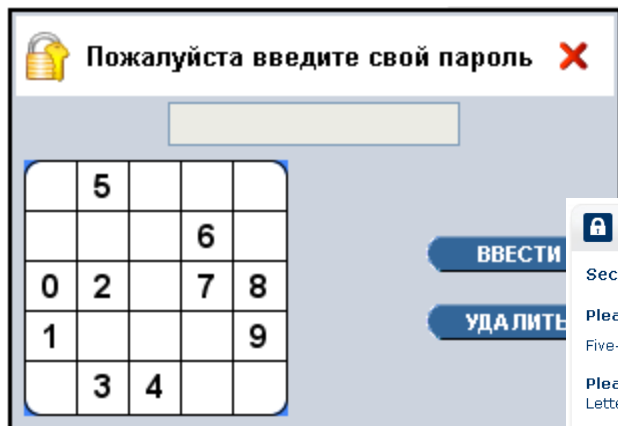 Пожалуйста введите свой пароль
5
6
0 2 7 8
1 9
3 4
ВВЕСТИ
УДАЛИТЬ
Sec
Plea
Five-
Plea
Lette